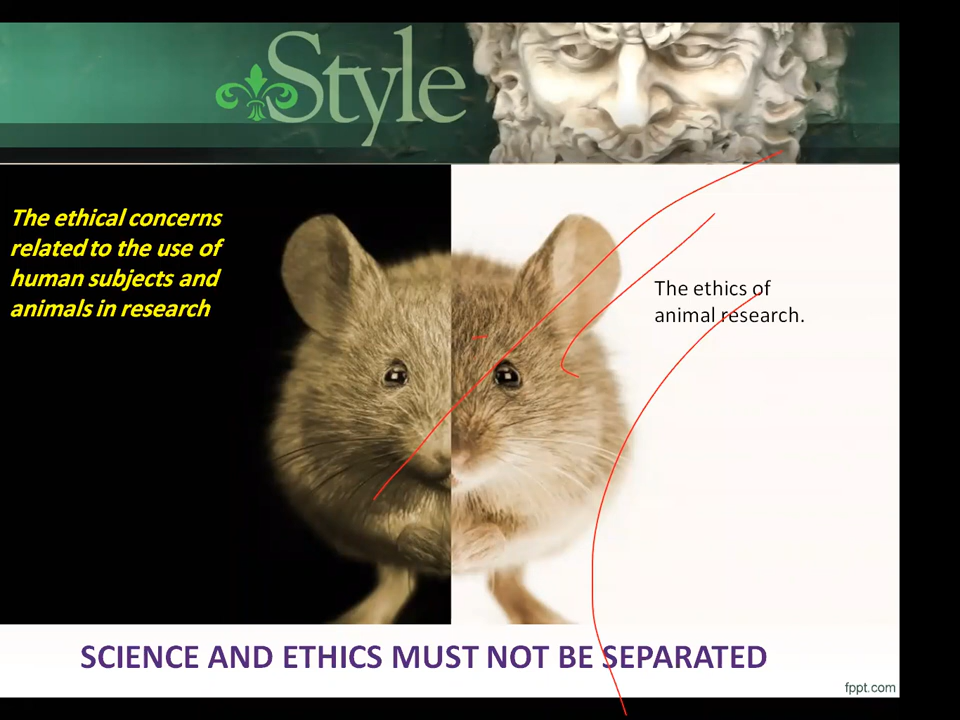 Style
The ethical concerns
related to the use of
human subjects and
animals in research
The ethics of
animal research.
SCIENCE AND ETHICS MUST NOT BE SEPARATED
fppt.com